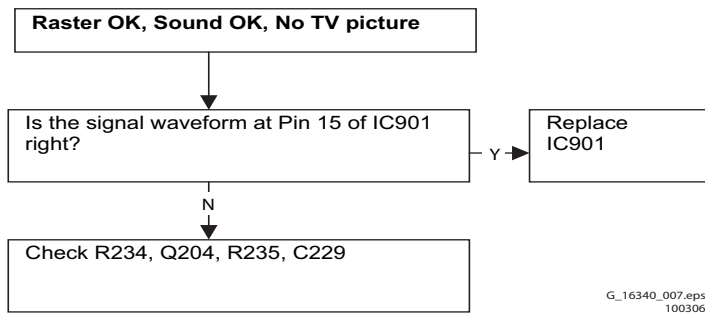 Raster OK, Sound OK, No TV picture
Is the signal waveform at Pin 15 of IC901
right?
Y
Replace
IC901
N
Check R234, Q204, R235, C229
G_16340_007.eps
100306